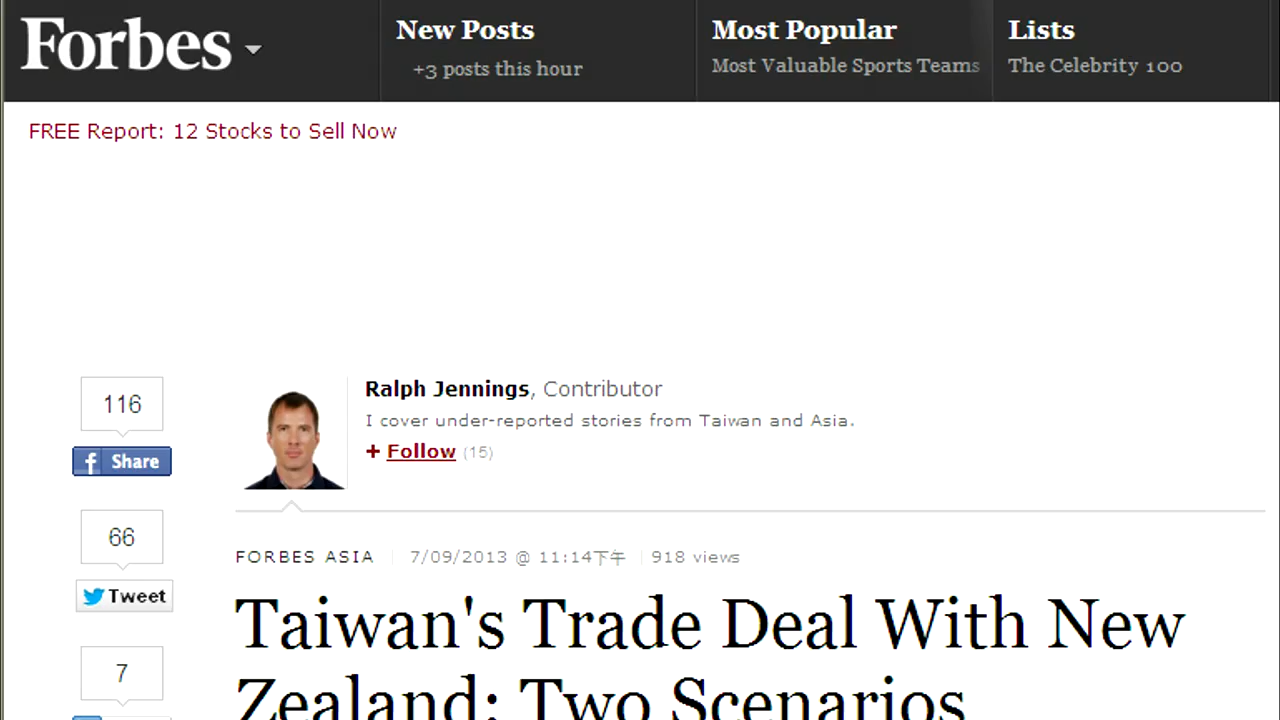 Forbes
New Posts
+3 posts this hour
Most Popular
Most Valuable Sports Teams
Lists
The Celebrity 100
FREE Report: 12 Stocks to Sell Now
116
f Share
66
Tweet
7
Ralph Jennings, Contributor
I cover under-reported stories from Taiwan and Asia.
+ Follow (15)
FORBES ASIA 7/09/2013 @ 11:14下午 918 views
Taiwan's Trade Deal With New
Zealand: Two Scenarios